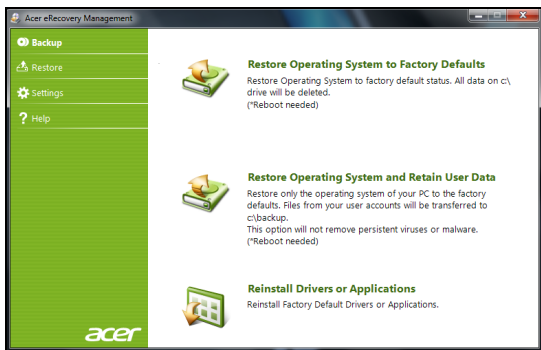 Acer eRecovery Management
Backup
Restore
Settings
? Help
acer
Restore Operating System to Factory Defaults
Restore Operating System to factory default status. All data on c:\
drive will be deleted.
(*Reboot needed)
Restore Operating System and Retain User Data
Restore only the operating system of your PC to the factory
defaults. Files from your user accounts will be transferred to
c:\backup.
This option will not remove persistent viruses or malware.
(*Reboot needed)
Reinstall Drivers or Applications
Reinstall Factory Default Drivers or Applications.